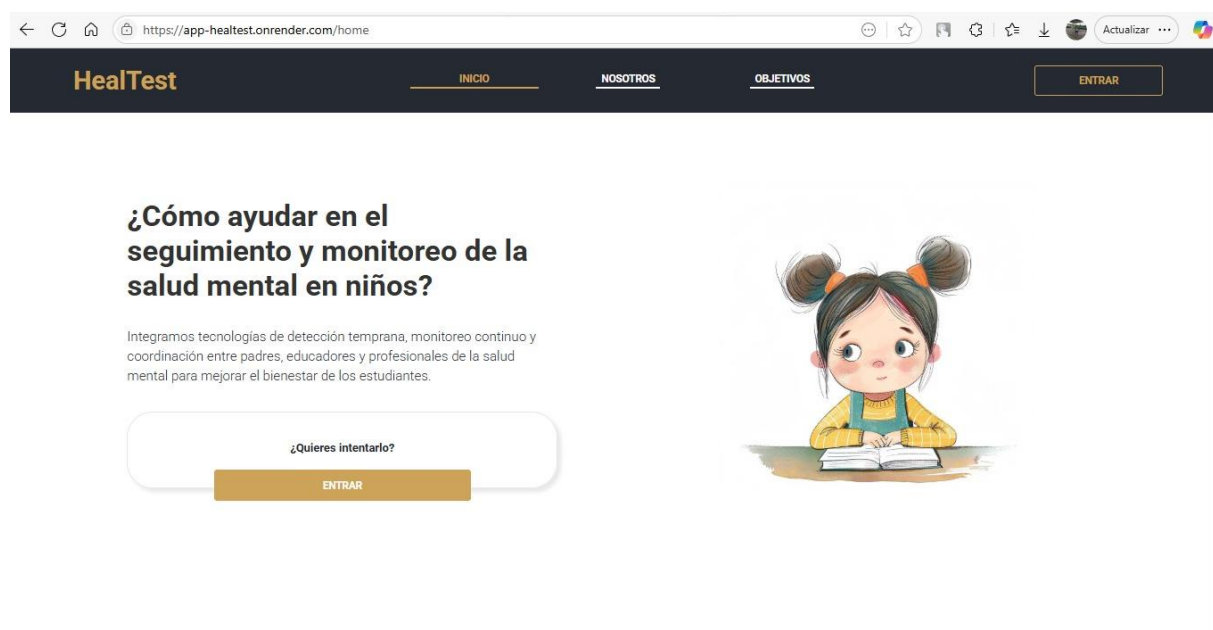 https://app-healtest.onrender.com/home
Actualizar
HealTest
INICIO
NOSOTROS
OBJETIVOS
ENTRAR
¿Cómo ayudar en el
seguimiento y monitoreo de la
salud mental en niños?
Integramos tecnologías de detección temprana, monitoreo continuo y
coordinación entre padres, educadores y profesionales de la salud
mental para mejorar el bienestar de los estudiantes.
¿Quieres intentarlo?
ENTRAR